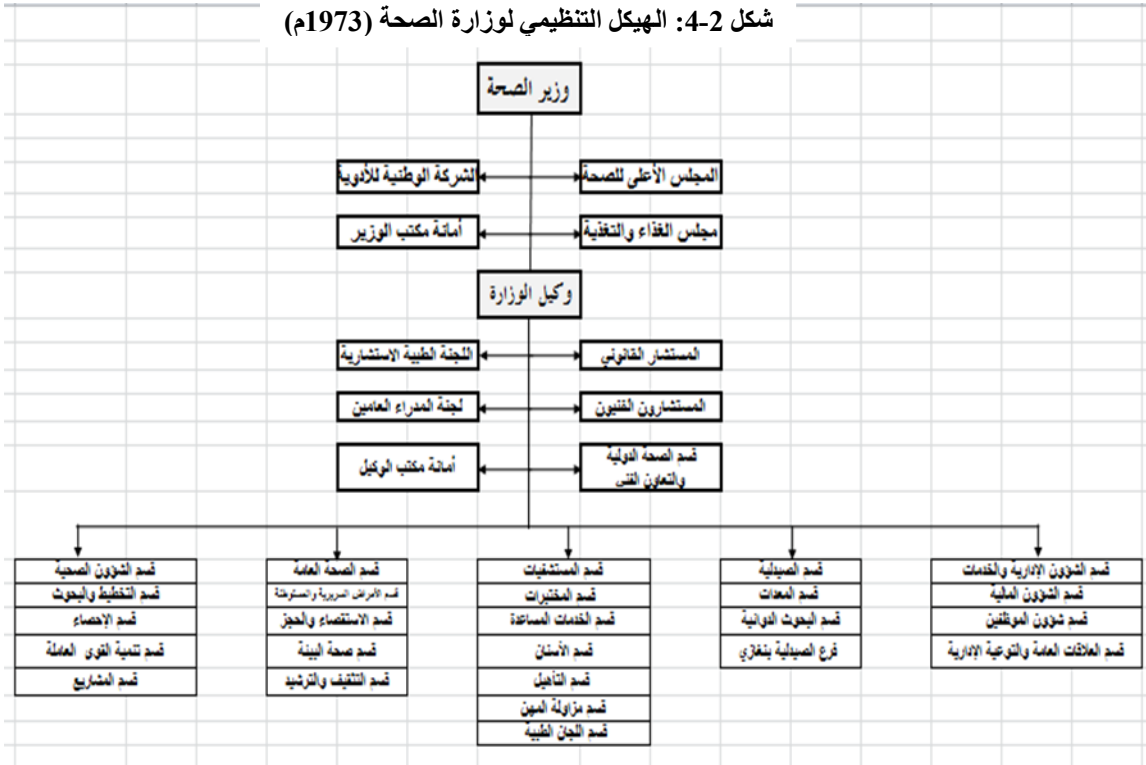 شكل 2-4: الهيكل التنظيمي لوزارة الصحة (1973م)
وزير الصحة
المجلس الأعلى للصحة
الشركة الوطنية للأدوية
مجلس الغذاء والتغذية
أمانة مكتب الوزير
وكيل الوزارة
المستشار القانوني
اللجنة الطبية الاستشارية
المستشارون الفنيون
لجنة المدراء العامين
قسم الصحة الدولية
والتعاون الفنى
أمانة مكتب الوكيل
قسم الشؤون الإدارية والخدمات
قسم الشؤون المالية
قسم شؤون الموظفين
قسم العلاقات العامة والتوعية الإدارية
قسم الصيدلية
قسم المعدات
قسم البحوث الدوائية
فرع الصيدلية بنغازي
قسم المستشفيات
قسم المختبرات
قسم الخدمات المساعدة
قسم الأسنان
قسم التأهيل
قسم مزاولة المهن
قسم اللجان الطبية
قسم الصحة العامة
قسم الأمراض السريرية والمستوطنة
قسم الاستقصاء والحجز
قسم صحة البيئة
قسم التثقيف والترشيد
قسم الشؤون الصحية
قسم التخطيط والبحوث
قسم الإحصاء
قسم تنمية القوى العاملة
قسم المشاريع